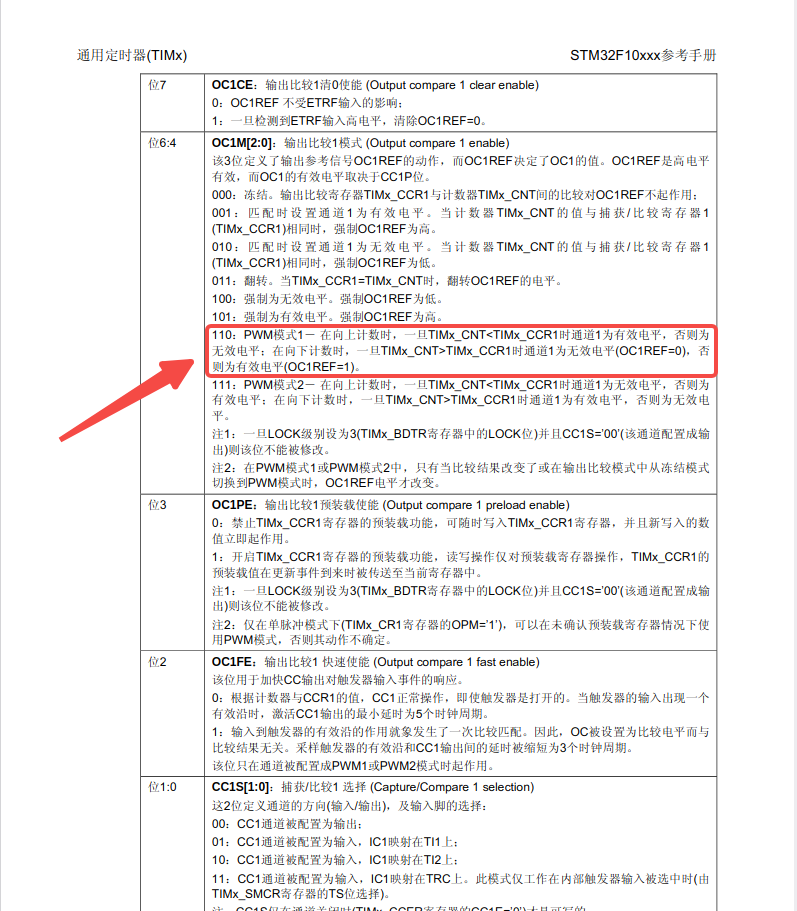 通用定时器(TIMx)
STM32F10xxx参考手册
位7
OC1CE：输出比较1清0使能 (Output compare 1 clear enable)
0：OC1REF 不受ETRF输入的影响；
1：一旦检测到ETRF输入高电平，清除OC1REF=0。
位6:4
OC1M[2:0]：输出比较1模式 (Output compare 1 enable)
该3位定义了输出参考信号OC1REF的动作，而OC1REF决定了OC1的值。OC1REF是高电平
有效，而OC1的有效电平取决于CC1P位。
000：冻结。输出比较寄存器TIMx_CCR1与计数器TIMx_CNT间的比较对OC1REF不起作用；
001：匹配时设置通道1为有效电平。当计数器TIMx_CNT的值与捕获/比较寄存器1
(TIMx_CCR1)相同时，强制OC1REF为高。
010：匹配时设置通道1为无效电平。当计数器TIMx_CNT的值与捕获/比较寄存器1
(TIMx_CCR1)相同时，强制OC1REF为低。
011：翻转。当TIMx_CCR1=TIMx_CNT时，翻转OC1REF的电平。
100：强制为无效电平。强制OC1REF为低。
101：强制为有效电平。强制OC1REF为高。
110：PWM模式1－ 在向上计数时，一旦TIMx_CNT<TIMx_CCR1时通道1为有效电平，否则为
无效电平；在向下计数时，一旦TIMx_CNT>TIMx_CCR1时通道1为无效电平(OC1REF=0)，否
则为有效电平(OC1REF=1)。
111：PWM模式2－ 在向上计数时，一旦TIMx_CNT<TIMx_CCR1时通道1为无效电平，否则为
有效电平；在向下计数时，一旦TIMx_CNT>TIMx_CCR1时通道1为有效电平，否则为无效电
平。
注1：一旦LOCK级别设为3(TIMx_BDTR寄存器中的LOCK位)并且CC1S='00'(该通道配置成输
出)则该位不能被修改。
注2：在PWM模式1或PWM模式2中，只有当比较结果改变了或在输出比较模式中从冻结模式
切换到PWM模式时，OC1REF电平才改变。
位3
OC1PE：输出比较1预装载使能 (Output compare 1 preload enable)
0：禁止TIMx_CCR1寄存器的预装载功能，可随时写入TIMx_CCR1寄存器，并且新写入的数
值立即起作用。
1：开启TIMx_CCR1寄存器的预装载功能，读写操作仅对预装载寄存器操作，TIMx_CCR1的
预装载值在更新事件到来时被传送至当前寄存器中。
注1：一旦LOCK级别设为3(TIMx_BDTR寄存器中的LOCK位)并且CC1S='00'(该通道配置成输
出)则该位不能被修改。
注2：仅在单脉冲模式下(TIMx_CR1寄存器的OPM='1')，可以在未确认预装载寄存器情况下使
用PWM模式，否则其动作不确定。
位2
OC1FE：输出比较1 快速使能 (Output compare 1 fast enable)
该位用于加快CC输出对触发器输入事件的响应。
0：根据计数器与CCR1的值，CC1正常操作，即使触发器是打开的。当触发器的输入出现一个
有效沿时，激活CC1输出的最小延时为5个时钟周期。
1：输入到触发器的有效沿的作用就象发生了一次比较匹配。因此，OC被设置为比较电平而与
比较结果无关。采样触发器的有效沿和CC1输出间的延时被缩短为3个时钟周期。
该位只在通道被配置成PWM1或PWM2模式时起作用。
位1:0
CC1S[1:0]：捕获/比较1 选择 (Capture/Compare 1 selection)
这2位定义通道的方向(输入/输出)，及输入脚的选择：
00：CC1通道被配置为输出；
01：CC1通道被配置为输入，IC1映射在TI1上；
10：CC1通道被配置为输入，IC1映射在TI2上；
11：CC1通道被配置为输入，IC1映射在TRC上。此模式仅工作在内部触发器输入被选中时(由
TIMx_SMCR寄存器的TS位选择)。
注：CC1S仅在通道关闭时(TIMx_CCER寄存器的CC1E='0')才是可写的。